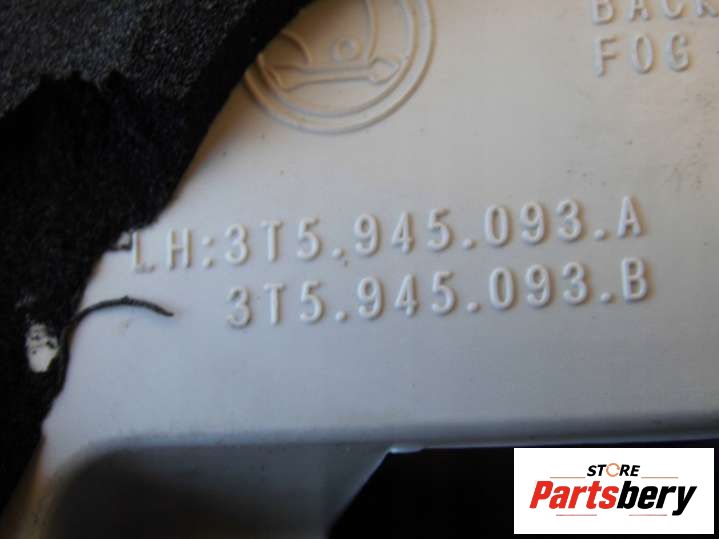 BACK
FOG
LH:3T5.945.093.A
3T5.945.093.B
STORE
Partsbery